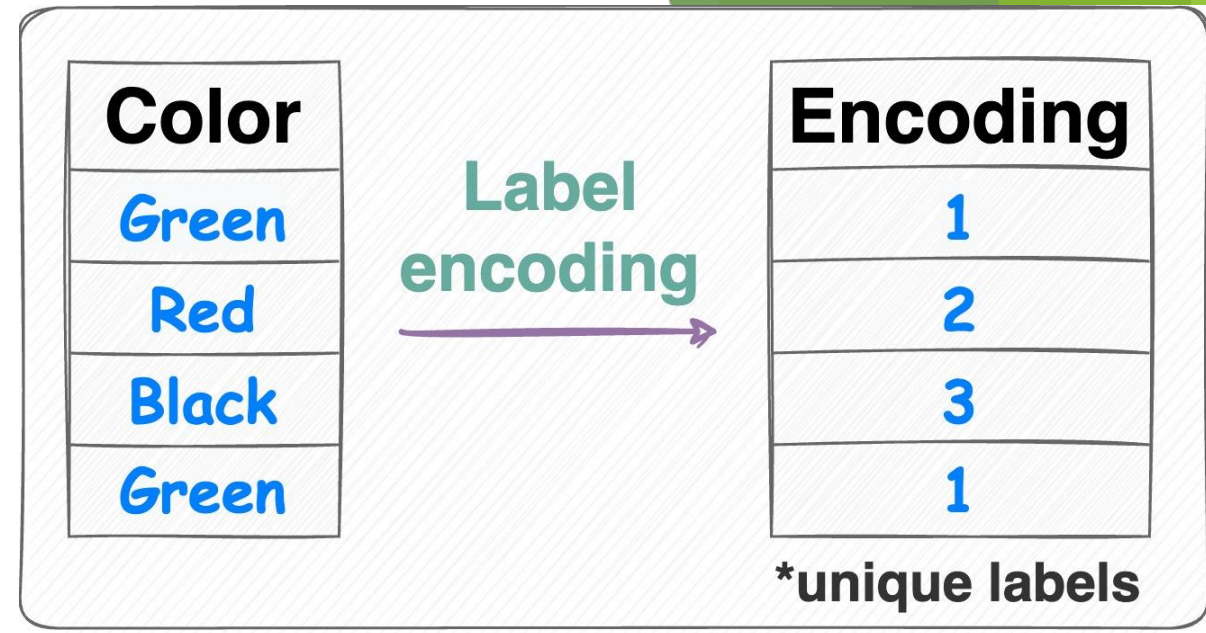 Color
Green
Red
Black
Green
Label
encoding
Encoding
1
2
3
1
*unique labels